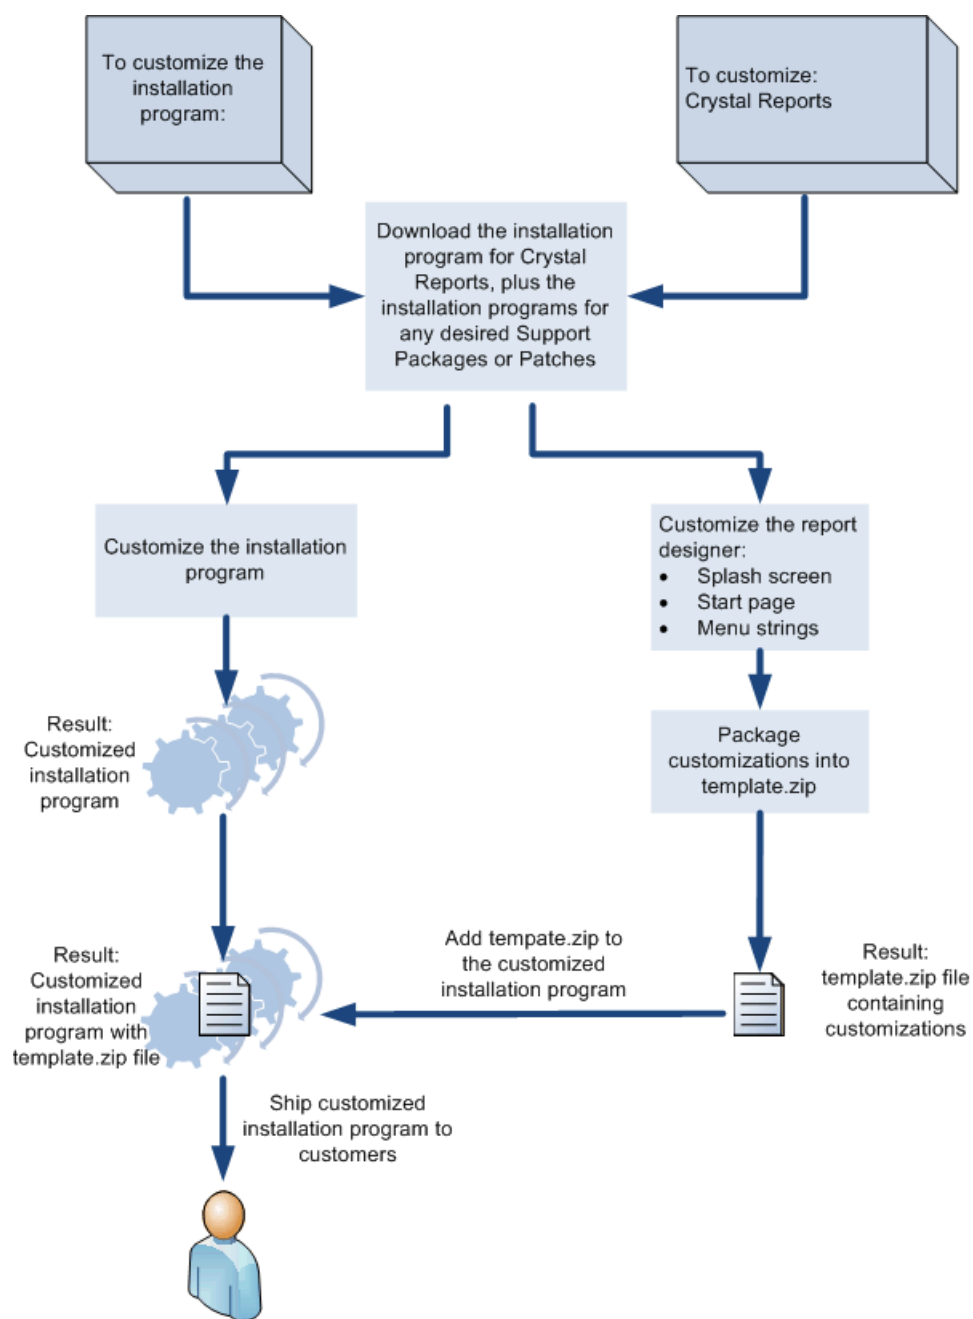 To customize the
installation
program:
To customize:
Crystal Reports
Download the installation
program for Crystal
Reports, plus the
installation programs for
any desired Support
Packages or Patches
Customize the installation
program
Customize the report
designer:
• Splash screen
• Start page
• Menu strings
Result:
Customized
installation
program
Package
customizations into
template.zip
Result:
Customized
installation
program with
template.zip file
Add tempate.zip to
the customized
installation program
Result:
template.zip file
containing
customizations
Ship customized
installation program to
customers